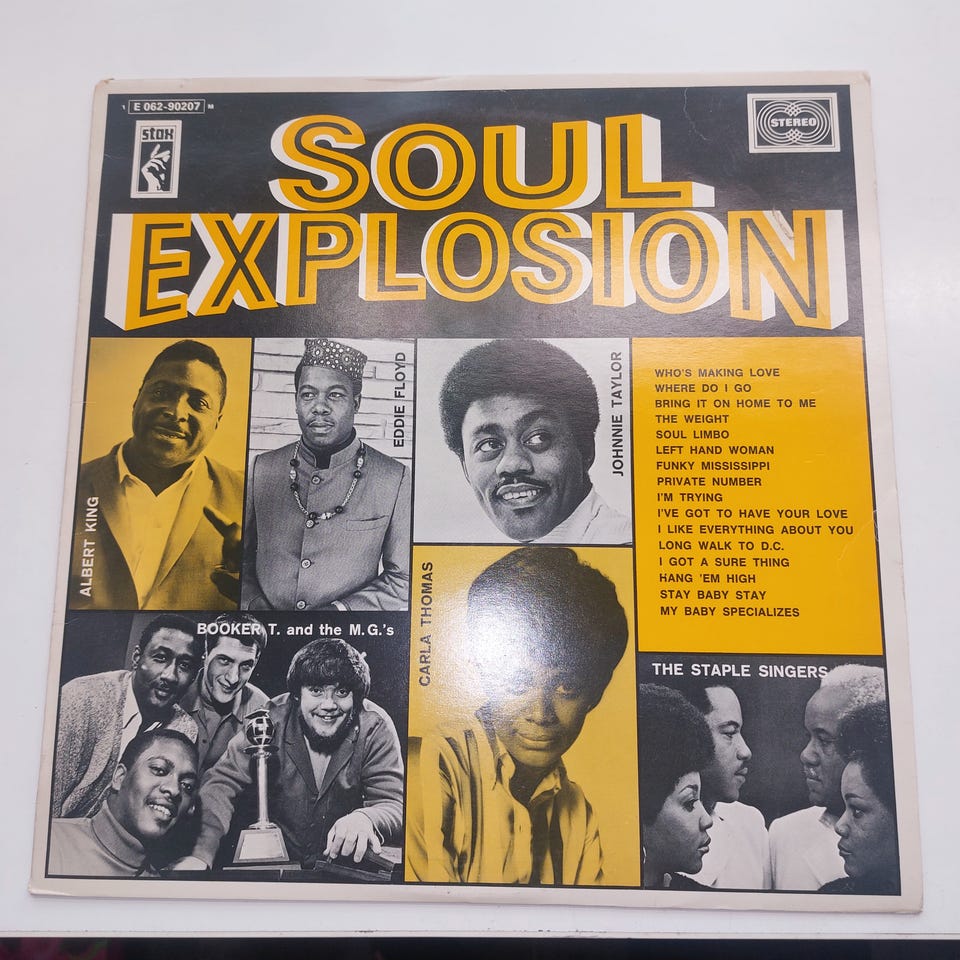 E 062-90207 M
stax
STEREO
SOUL
EXPLOSION
ALBERT KING
EDDIE FLOYD
JOHNNIE TAYLOR
WHO'S MAKING LOVE
WHERE DO I GO
BRING IT ON HOME TO ME
THE WEIGHT
SOUL LIMBO
LEFT HAND WOMAN
FUNKY MISSISSIPPI
PRIVATE NUMBER
I'M TRYING
I'VE GOT TO HAVE YOUR LOVE
I LIKE EVERYTHING ABOUT YOU
LONG WALK TO D.C.
I GOT A SURE THING
HANG 'EM HIGH
STAY BABY STAY
MY BABY SPECIALIZES
BOOKER T. and the M.G.'s
CARLA THOMAS
THE STAPLE SINGERS